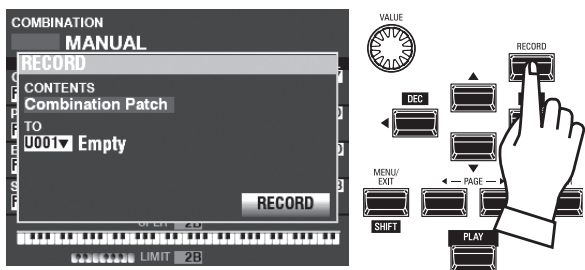 COMBINATION
MANUAL
RECORD
CONTENTS
Combination Patch
TO
U001▼ Empty
RECORD
2B
LIMIT 2B
VALUE
RECORD
DEC
MENU/
EXIT
PAGE
SHIFT
PLAY